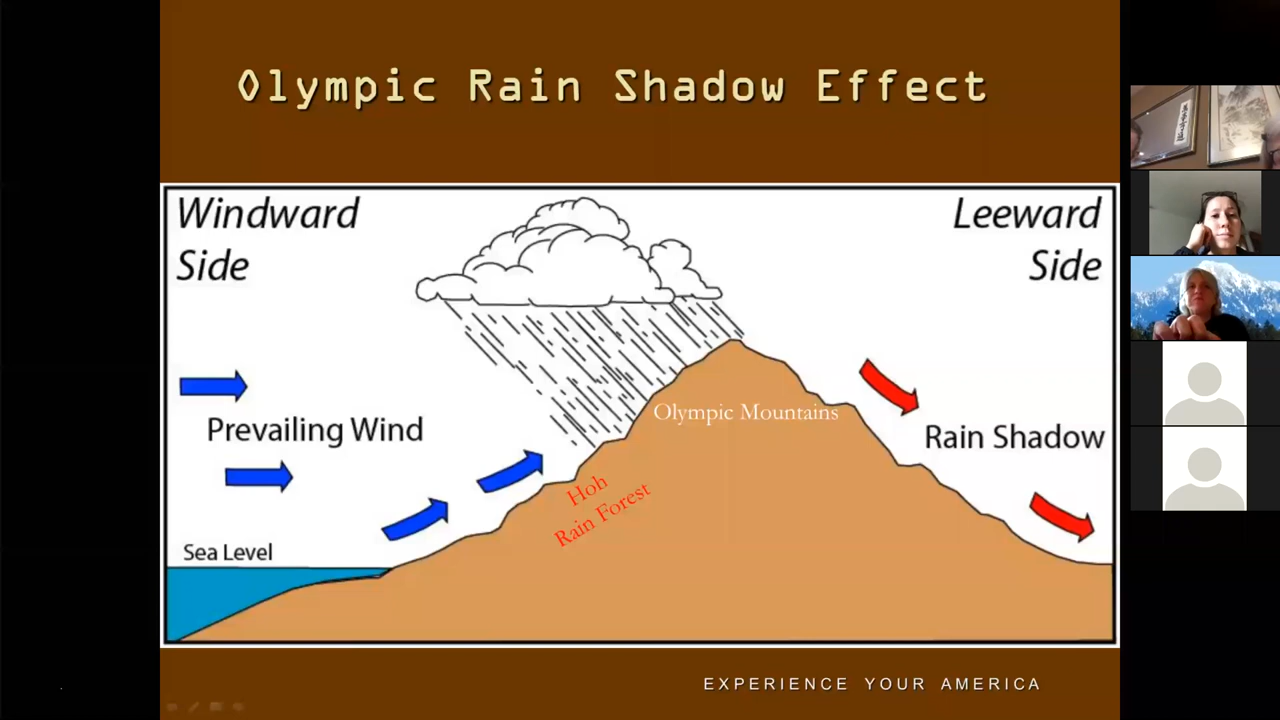 Olympic Rain Shadow Effect
Windward
Side
Leeward
Side
Prevailing Wind
Olympic Mountains
Rain Shadow
Hoh
Rain Forest
Sea Level
EXPERIENCE YOUR AMERICA